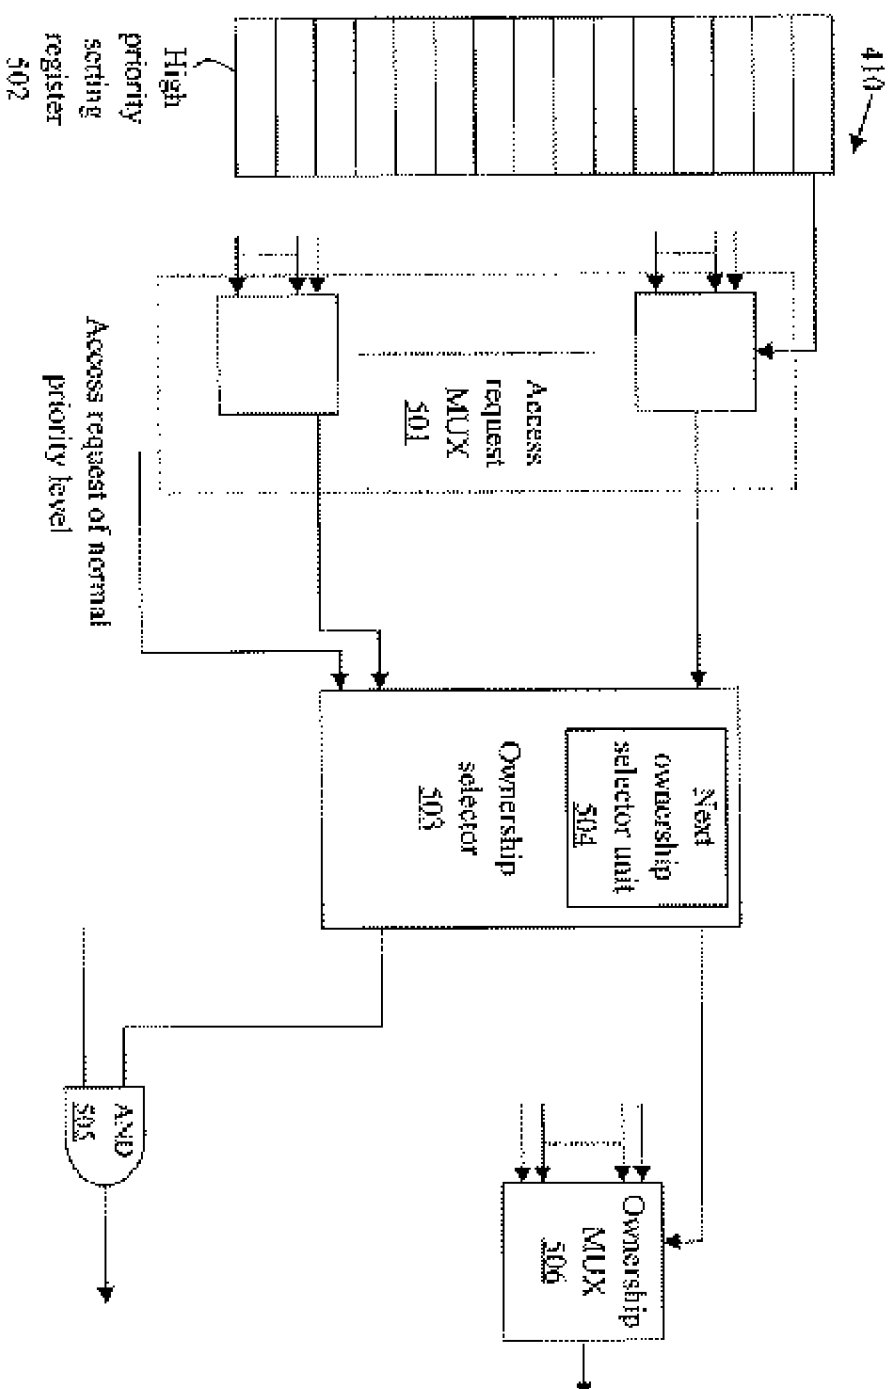 410
High
priority
setting
register
502
Access
request
MUX
501
Access request of normal
priority level
Next
ownership
selector unit
504
Ownership
selector
503
AND
505
Ownership
MUX
506